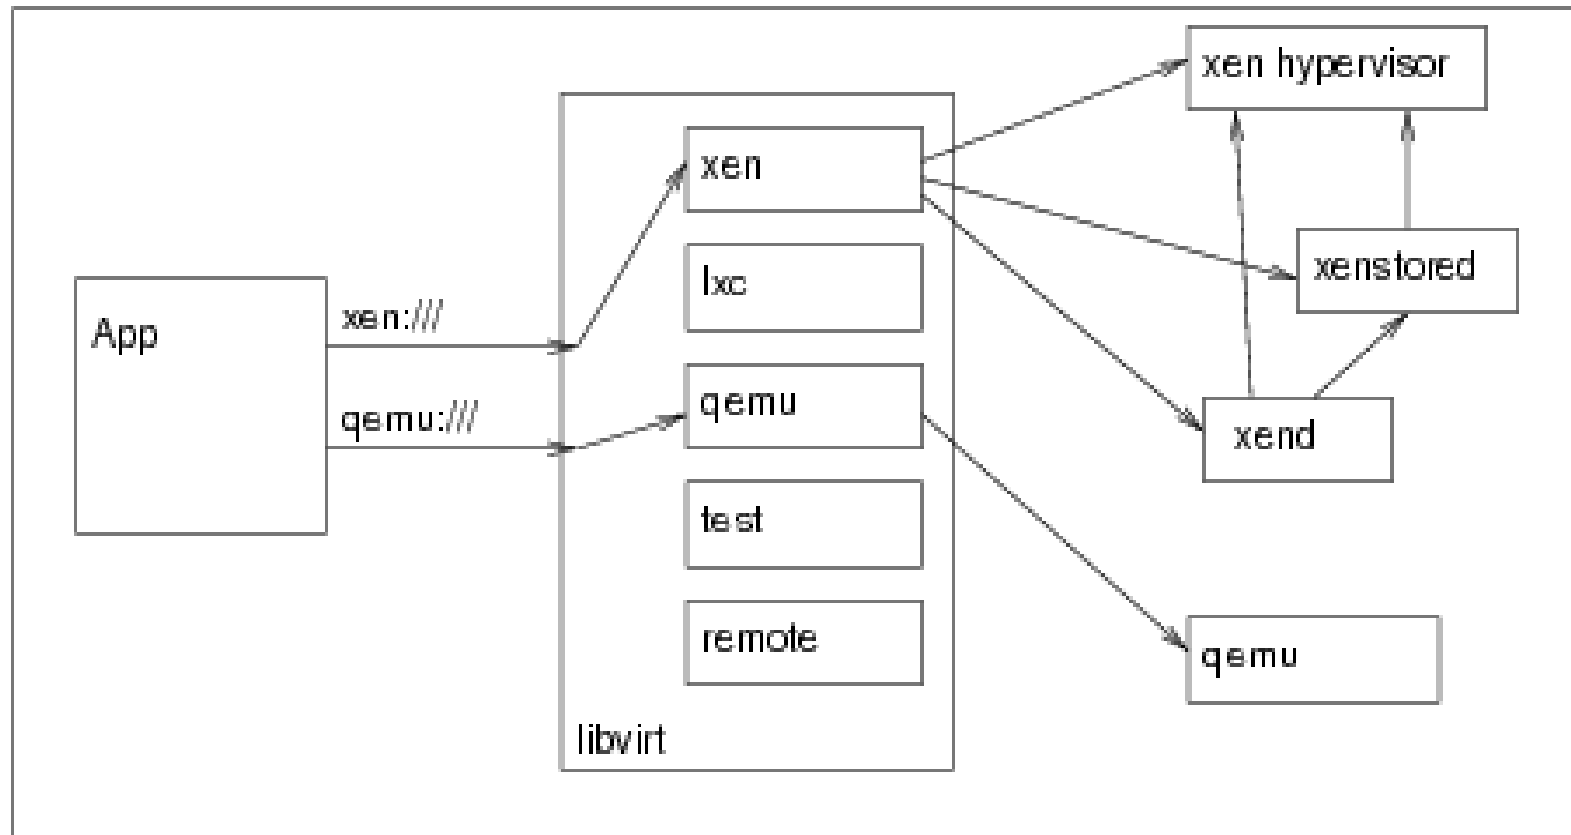 App
xen:///
qemu:///
xen
lxc
qemu
test
remote
libvirt
xen hypervisor
xenstored
xend
qemu